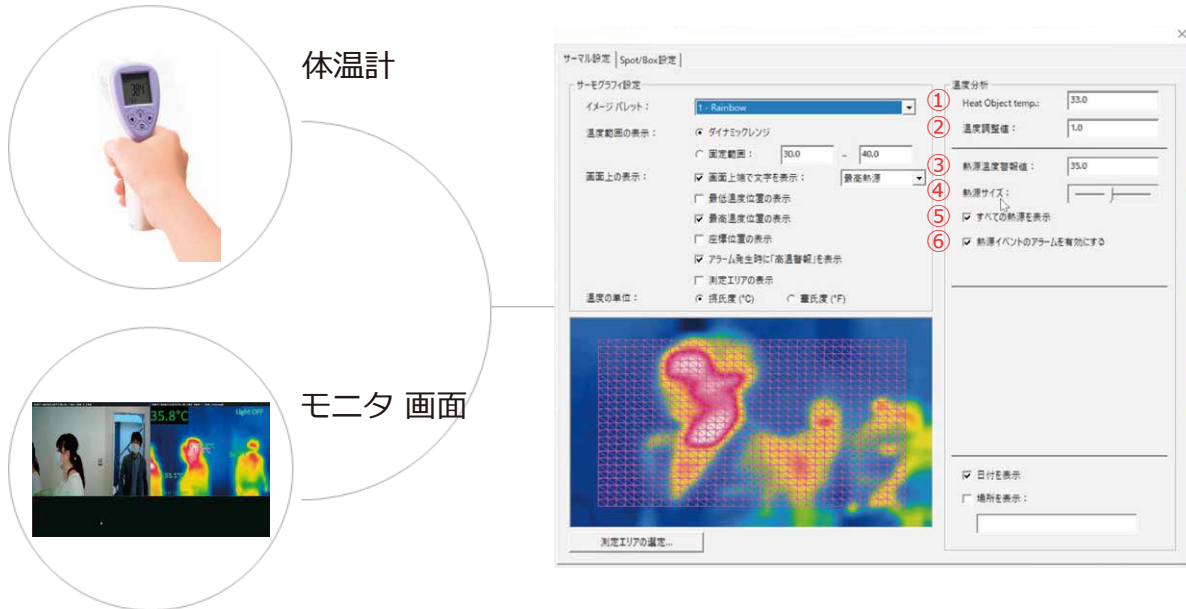 体温計
モニタ 画面
38.4
35.8°C
Light OFF
サーマル設定
Spot/Box設定
サーモグラフィ設定
イメージ パレット：
1 - Rainbow
温度範囲の表示：
ダイナミックレンジ
固定範囲：
30.0
~
40.0
画面上の表示：
画面上端で文字を表示：
最高熱源
最低温度位置の表示
最高温度位置の表示
座標位置の表示
アラーム発生時に「高温警報」を表示
測定エリアの表示
温度の単位：
摂氏度 (°C)
華氏度 (°F)
測定エリアの選定...
温度分析
① Heat Object temp.:
33.0
② 温度調整値：
1.0
③ 熱源温度警報値：
35.0
④ 熱源サイズ：
⑤ すべての熱源を表示
⑥ 熱源イベントのアラームを有効にする
日付を表示
場所を表示：